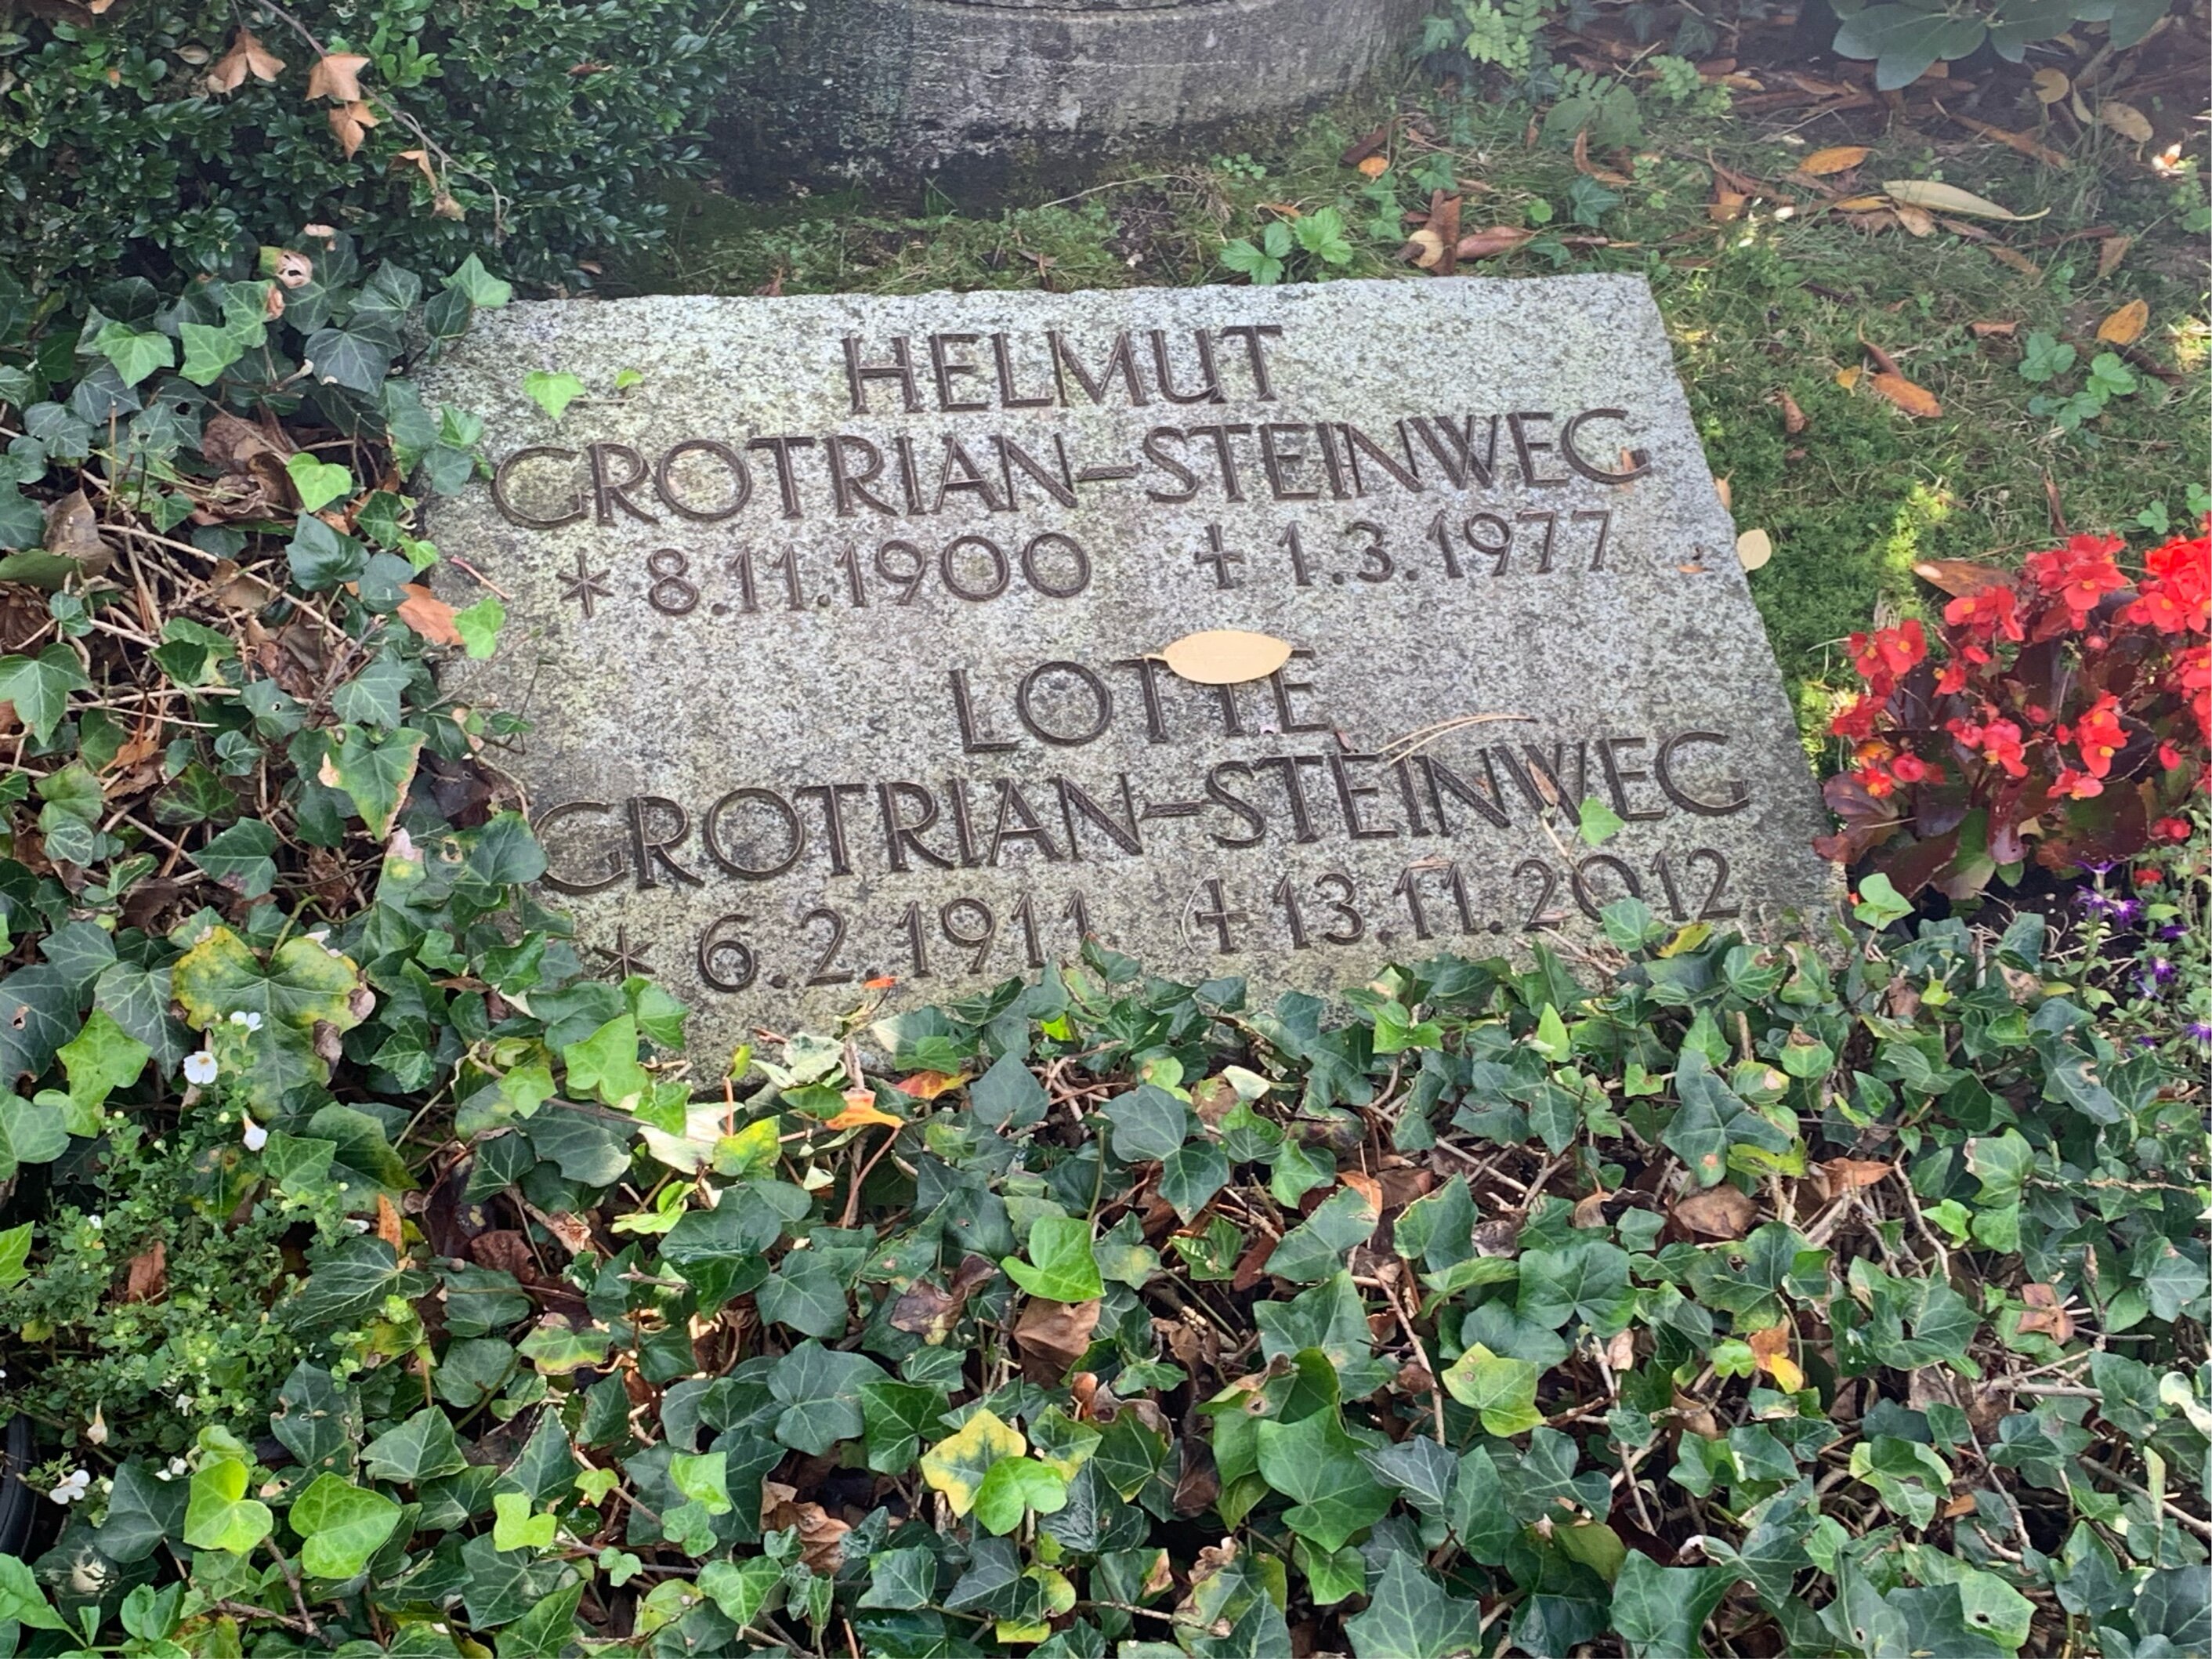 HELMUT
GROTRIAN-STEINWEG
* 8.11.1900 † 1.3.1977
LOTTE
GROTRIAN-STEINWEG
* 6.2.1911 † 13.11.2012